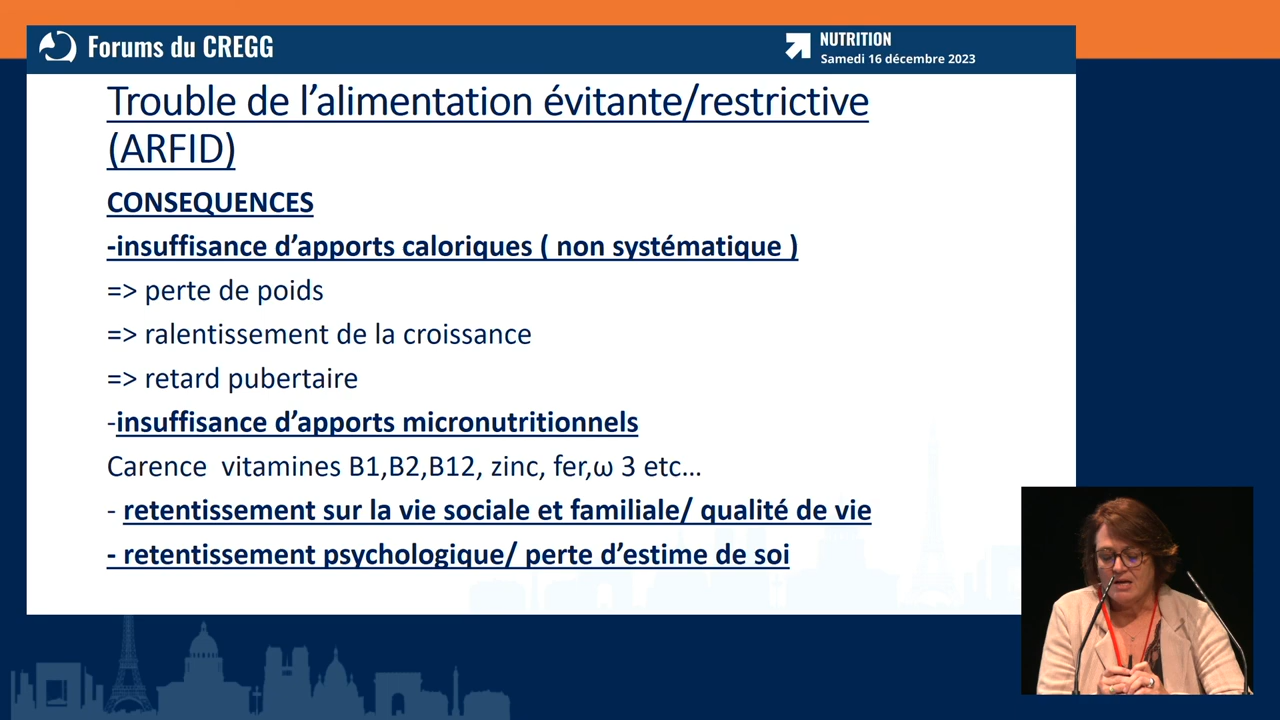 Forums du CREGG
NUTRITION
Samedi 16 décembre 2023
Trouble de l’alimentation évitante/restrictive
(ARFID)
CONSEQUENCES
-insuffisance d’apports caloriques ( non systématique )
=> perte de poids
=> ralentissement de la croissance
=> retard pubertaire
-insuffisance d’apports micronutritionnels
Carence  vitamines B1,B2,B12, zinc, fer,ω 3 etc…
- retentissement sur la vie sociale et familiale/ qualité de vie
- retentissement psychologique/ perte d’estime de soi